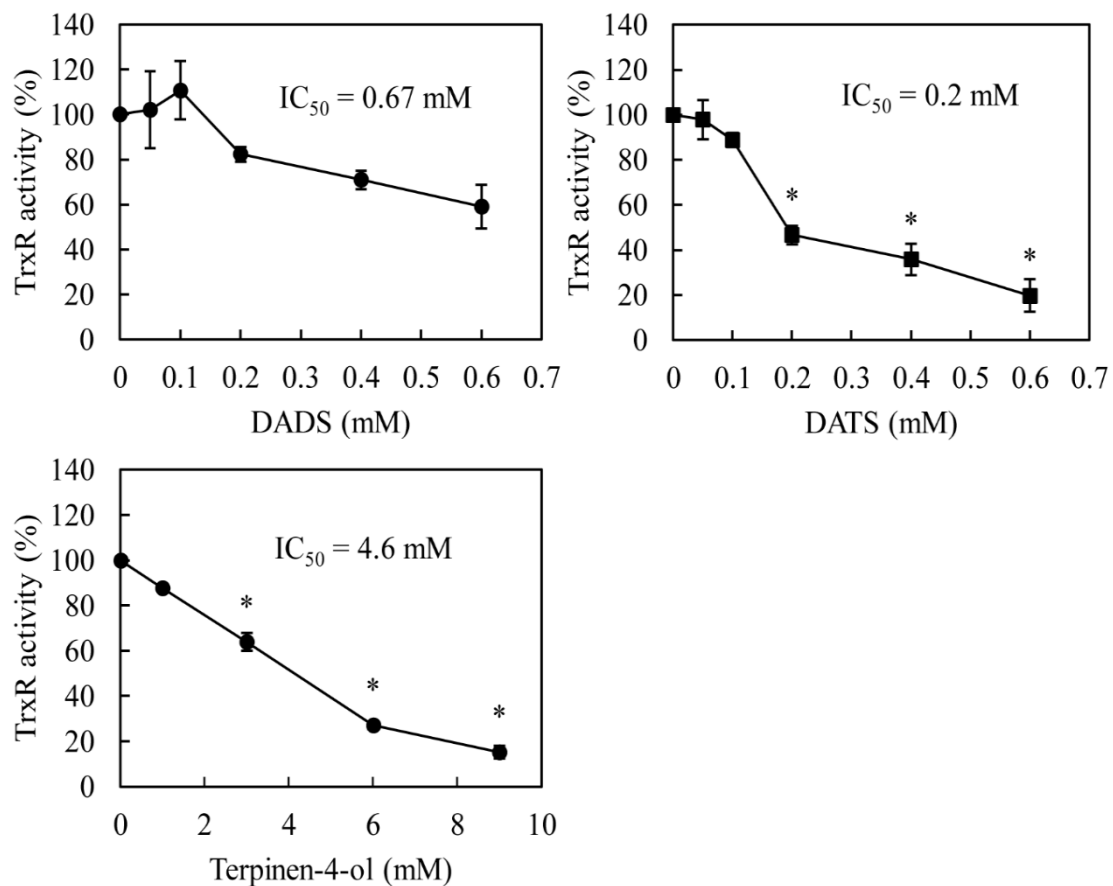 TrxR activity (%)
140
120
100
80
60
40
20
0
IC50 = 0.67 mM
0 0.1 0.2 0.3 0.4 0.5 0.6 0.7
DADS (mM)
TrxR activity (%)
140
120
100
80
60
40
20
0
IC50 = 0.2 mM
*
*
*
0 0.1 0.2 0.3 0.4 0.5 0.6 0.7
DATS (mM)
TrxR activity (%)
140
120
100
80
60
40
20
0
IC50 = 4.6 mM
*
*
*
0 2 4 6 8 10
Terpinen-4-ol (mM)